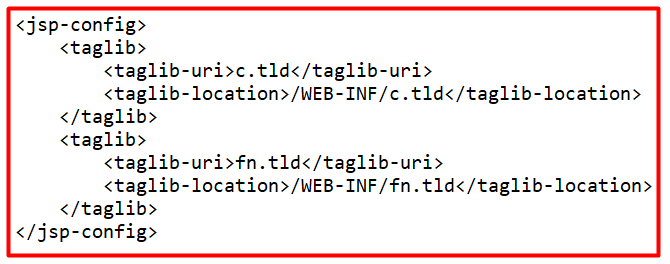 <jsp-config>
    <taglib>
        <taglib-uri>c.tld</taglib-uri>
        <taglib-location>/WEB-INF/c.tld</taglib-location>
    </taglib>
    <taglib>
        <taglib-uri>fn.tld</taglib-uri>
        <taglib-location>/WEB-INF/fn.tld</taglib-location>
    </taglib>
</jsp-config>